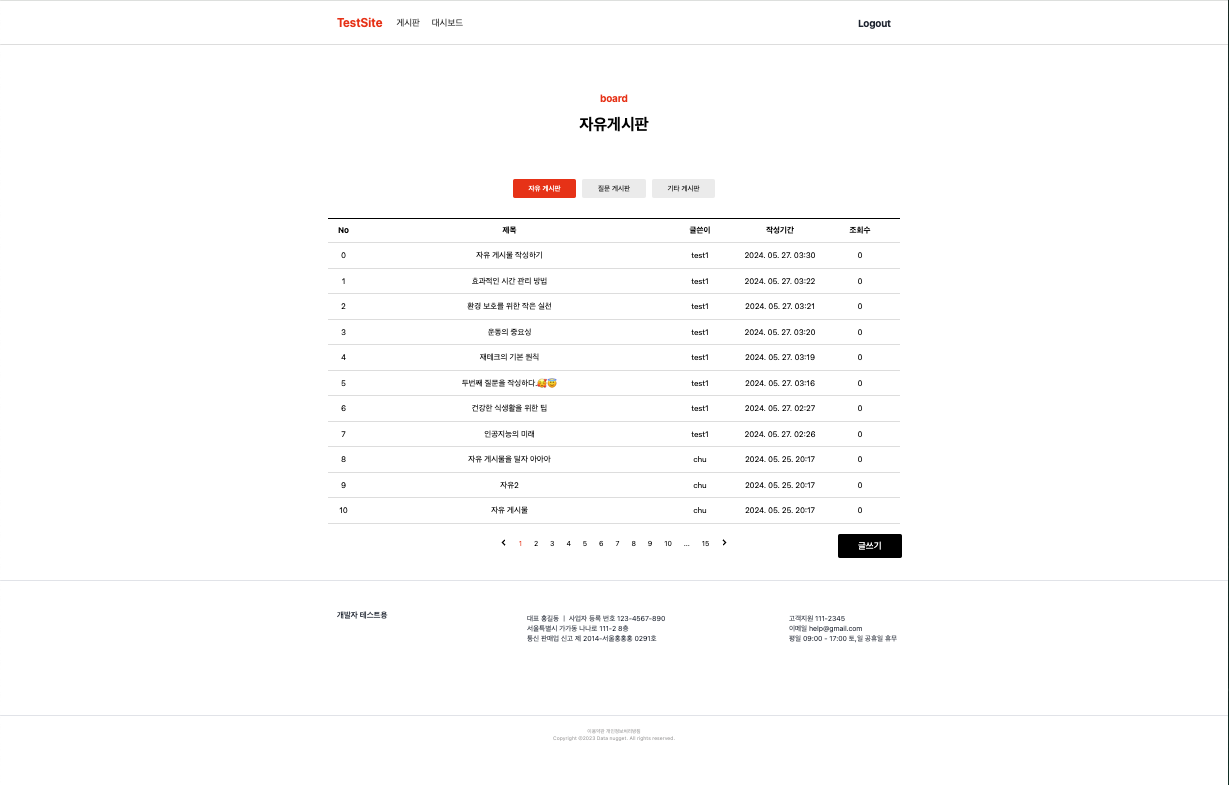 TestSite 게시판 대시보드 Logout
board
자유게시판
자유 게시판 질문 게시판 기타 게시판
No 제목 글쓴이 작성기간 조회수
0 자유 게시물 작성하기 test1 2024. 05. 27. 03:30 0
1 효과적인 시간 관리 방법 test1 2024. 05. 27. 03:22 0
2 환경 보호를 위한 작은 실천 test1 2024. 05. 27. 03:21 0
3 운동의 중요성 test1 2024. 05. 27. 03:20 0
4 재테크의 기본 원칙 test1 2024. 05. 27. 03:19 0
5 두번째 질문을 작성하다.🥰😇 test1 2024. 05. 27. 03:16 0
6 건강한 식생활을 위한 팁 test1 2024. 05. 27. 02:27 0
7 인공지능의 미래 test1 2024. 05. 27. 02:26 0
8 자유 게시물을 달자 아아아 chu 2024. 05. 25. 20:17 0
9 자유2 chu 2024. 05. 25. 20:17 0
10 자유 게시물 chu 2024. 05. 25. 20:17 0
1 2 3 4 5 6 7 8 9 10 ... 15 글쓰기
개발자 테스트용
대표 홍길동 | 사업자 등록 번호 123-4567-890
서울특별시 가가동 나나로 111-2 8층
통신 판매업 신고 제 2014-서울홍홍홍 0291호
고객지원 111-2345
이메일 help@gmail.com
평일 09:00 - 17:00 토,일 공휴일 휴무
이용약관 개인정보처리방침
Copyright ©2023 Data nugget. All rights reserved.